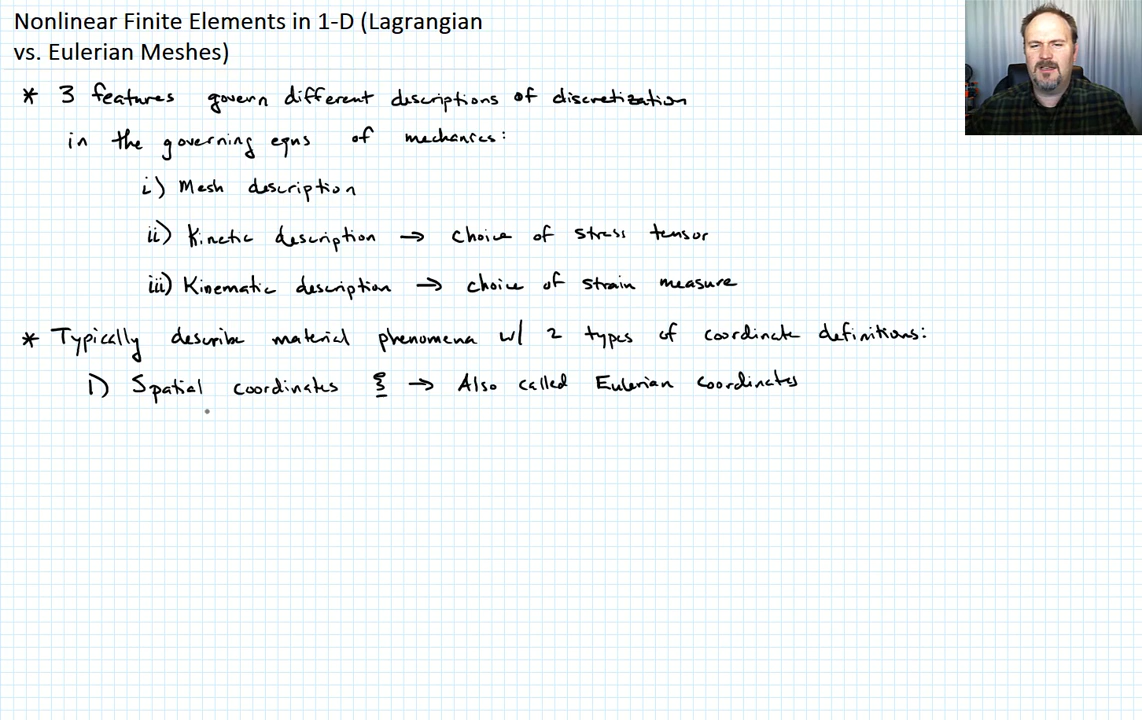 Nonlinear Finite Elements in 1-D (Lagrangian
vs. Eulerian Meshes)
* 3 features govern different descriptions of discretization
in the governing eqns of mechanics:
i) Mesh description
ii) Kinetic description → choice of stress tensor
iii) Kinematic description → choice of strain measure
* Typically describe material phenomena w/ 2 types of coordinate definitions:
1) Spatial coordinates ξ → Also called Eulerian coordinates